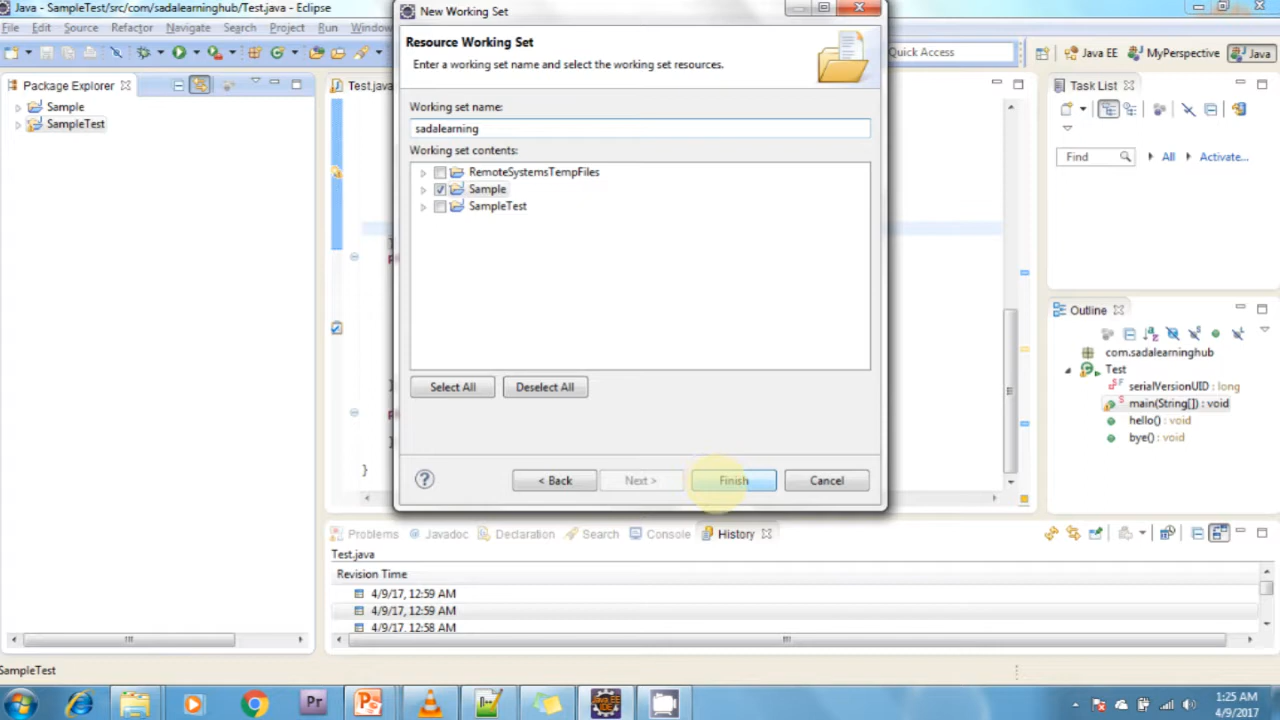 Java - SampleTest/src/com/sadalearninghub/Test.java - Eclipse
File Edit Source Refactor Navigate Search Project Run Window
Quick Access
Java EE
MyPerspective
Java
Package Explorer
Sample
SampleTest
Test.java
New Working Set
Resource Working Set
Enter a working set name and select the working set resources.
Working set name:
sadalearning
Working set contents:
RemoteSystemsTempFiles
Sample
SampleTest
Select All
Deselect All
?
< Back
Next >
Finish
Cancel
}
Task List
Find
All
Activate...
Outline
com.sadalearninghub
Test
serialVersionUID : long
main(String[]) : void
hello() : void
bye() : void
Problems @ Javadoc Declaration Search Console History
Test.java
Revision Time
4/9/17, 12:59 AM
4/9/17, 12:59 AM
4/9/17, 12:58 AM
SampleTest
Pr
Java EE
IDE
1:25 AM
4/9/2017